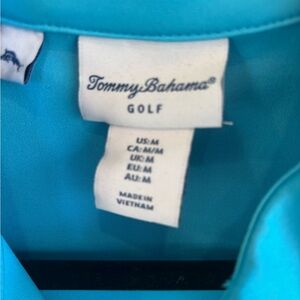 Tommy Bahama®
GOLF
US:M
CA:M/M
UK:M
EU:M
AU:M
MADE IN
VIETNAM